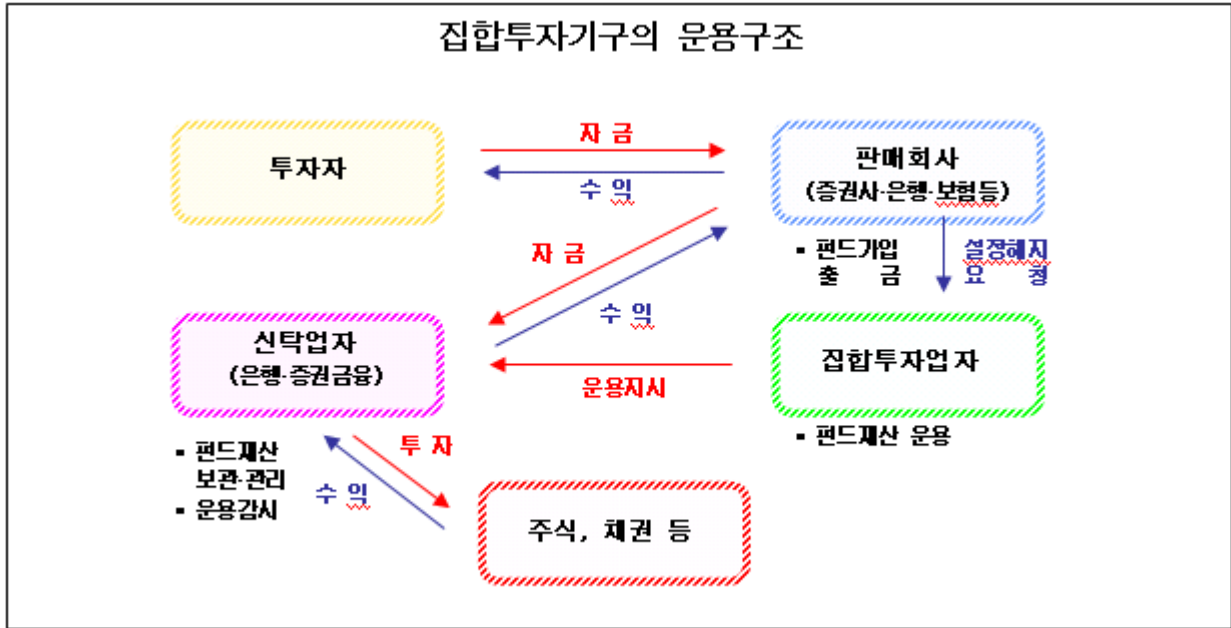 집합투자기구의 운용구조
투자자
자 금
수 익
판매회사
(증권사·은행·보험등)
자 금
수 익
▪ 펀드가입
출 금
설정해지
요 청
신탁업자
(은행·증권금융)
운용지시
집합투자업자
▪ 펀드재산
보관·관리
▪ 운용감시
투 자
수 익
▪ 펀드재산 운용
주식, 채권 등